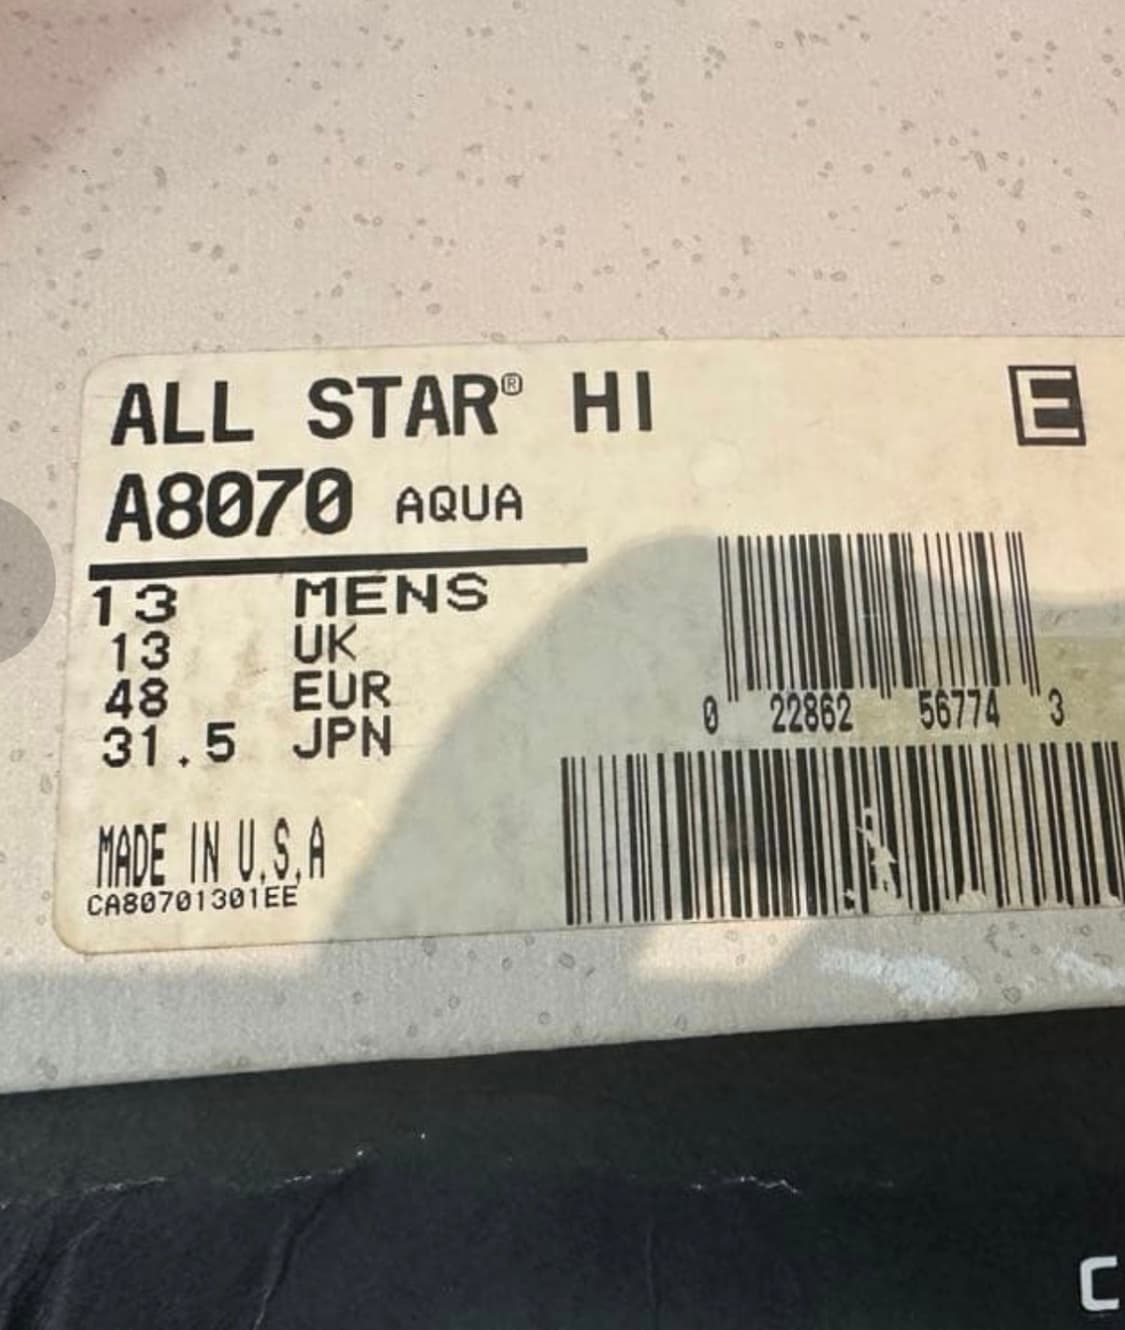 ALL STAR® HI
E
A8070 AQUA
13 MENS
13 UK
48 EUR
31.5 JPN
0 22862 56774 3
MADE IN U.S.A
CA80701301EE
C